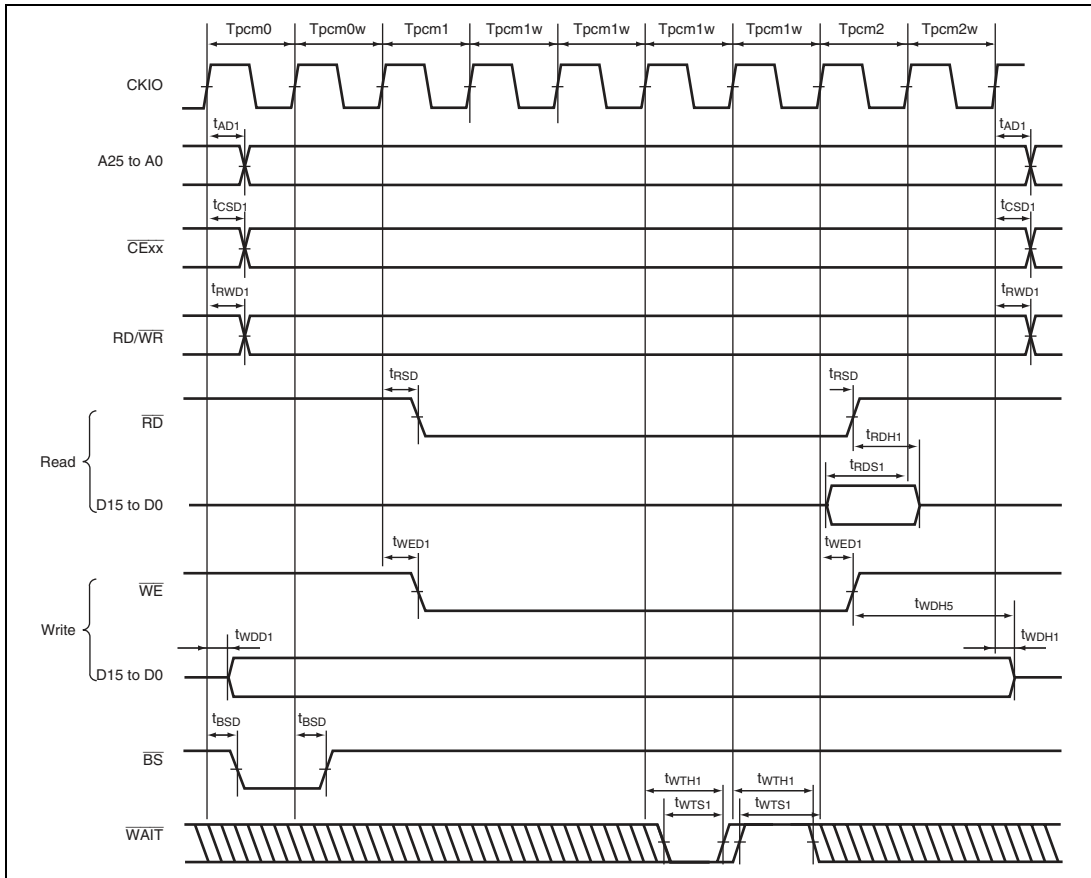 Tpcm0 Tpcm0w Tpcm1 Tpcm1w Tpcm1w Tpcm1w Tpcm1w Tpcm2 Tpcm2w
CKIO
tAD1 tAD1
A25 to A0
tCSD1 tCSD1
CExx
tRWD1 tRWD1
RD/WR
tRSD tRSD
RD
tRDH1
Read
tRDS1
D15 to D0
tWED1 tWED1
WE
tWDH5
Write
tWDD1 tWDH1
D15 to D0
tBSD tBSD
BS
tWTH1 tWTH1
tWTS1 tWTS1
WAIT